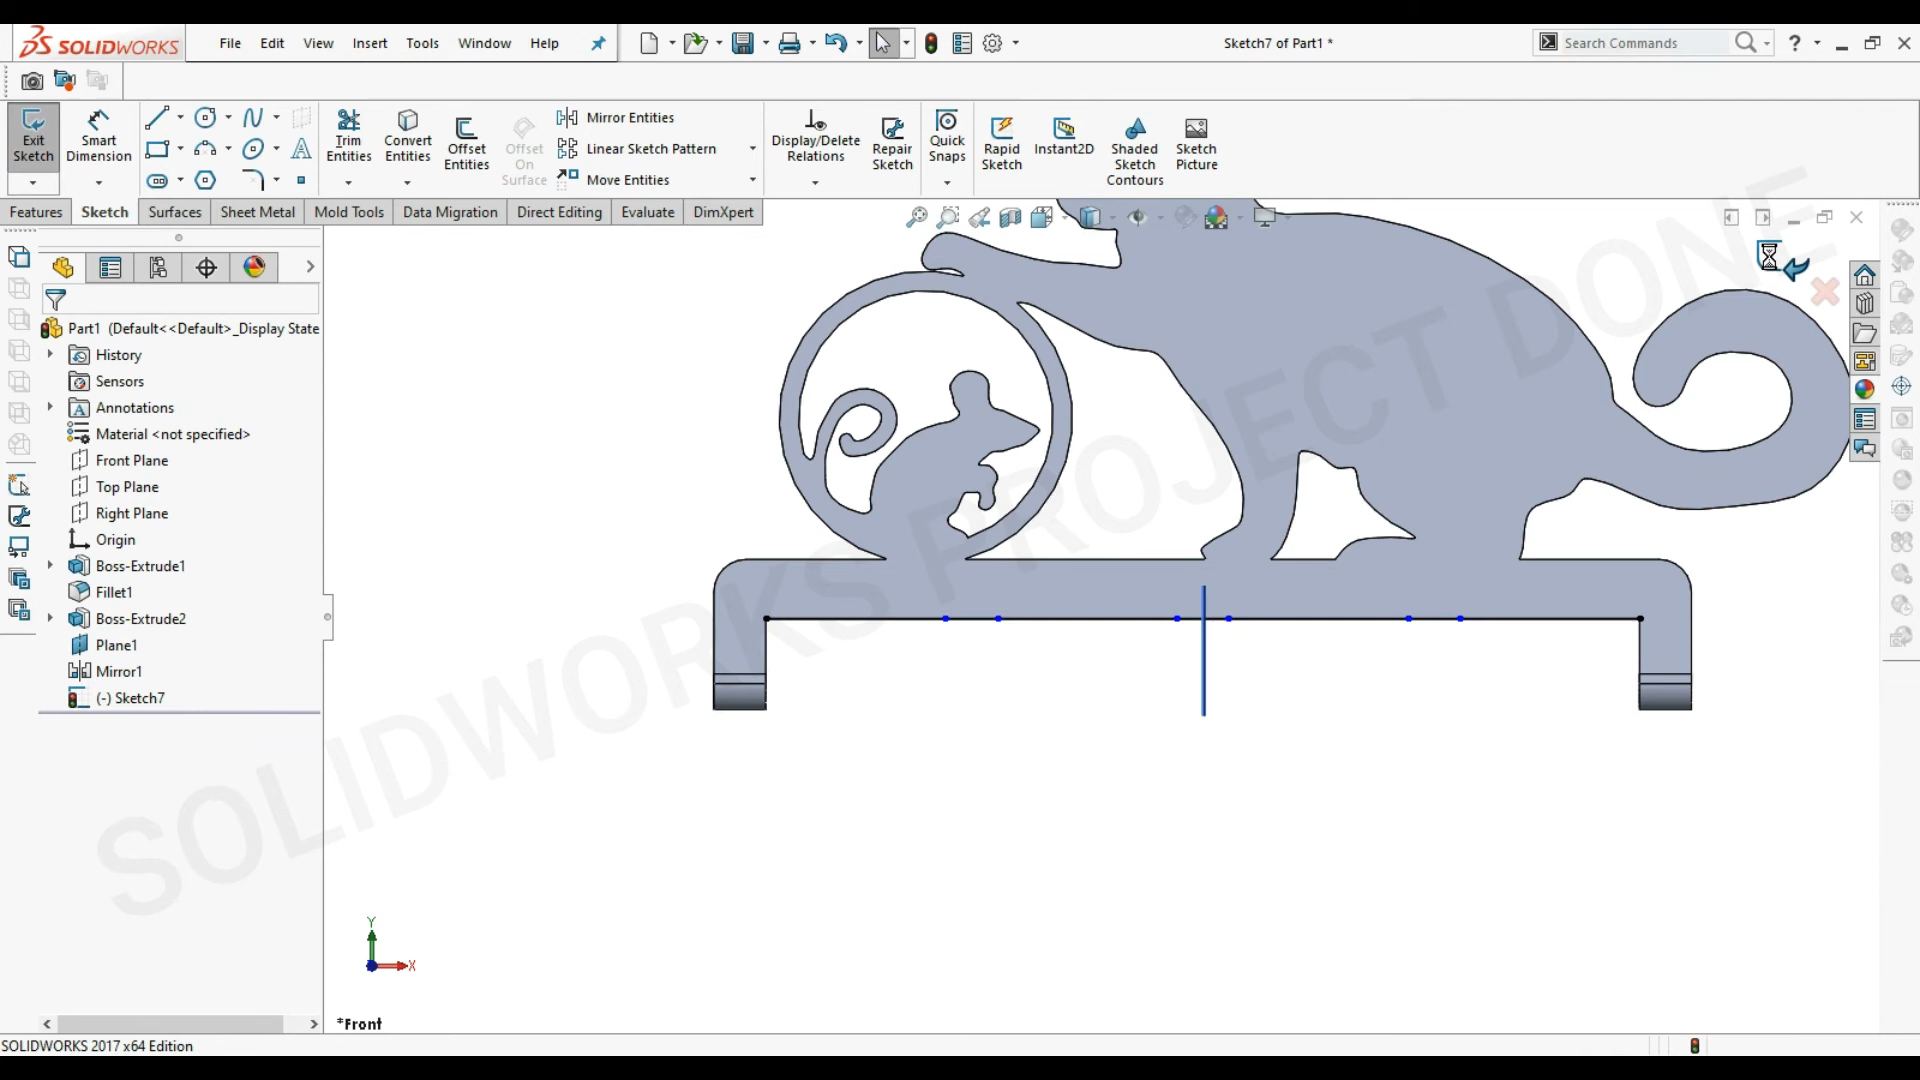 SOLIDWORKS
File Edit View Insert Tools Window Help
Sketch7 of Part1 *
Search Commands
Exit Sketch
Smart Dimension
Trim Entities
Convert Entities
Offset Entities
Offset On Surface
Mirror Entities
Linear Sketch Pattern
Move Entities
Display/Delete Relations
Repair Sketch
Quick Snaps
Rapid Sketch
Instant2D
Shaded Sketch Contours
Sketch Picture
Features Sketch Surfaces Sheet Metal Mold Tools Data Migration Direct Editing Evaluate DimXpert
Part1 (Default<<Default>_Display State
History
Sensors
Annotations
Material <not specified>
Front Plane
Top Plane
Right Plane
Origin
Boss-Extrude1
Fillet1
Boss-Extrude2
Plane1
Mirror1
(-) Sketch7
SOLIDWORKS PROJECT DONE
Y
X
*Front
SOLIDWORKS 2017 x64 Edition